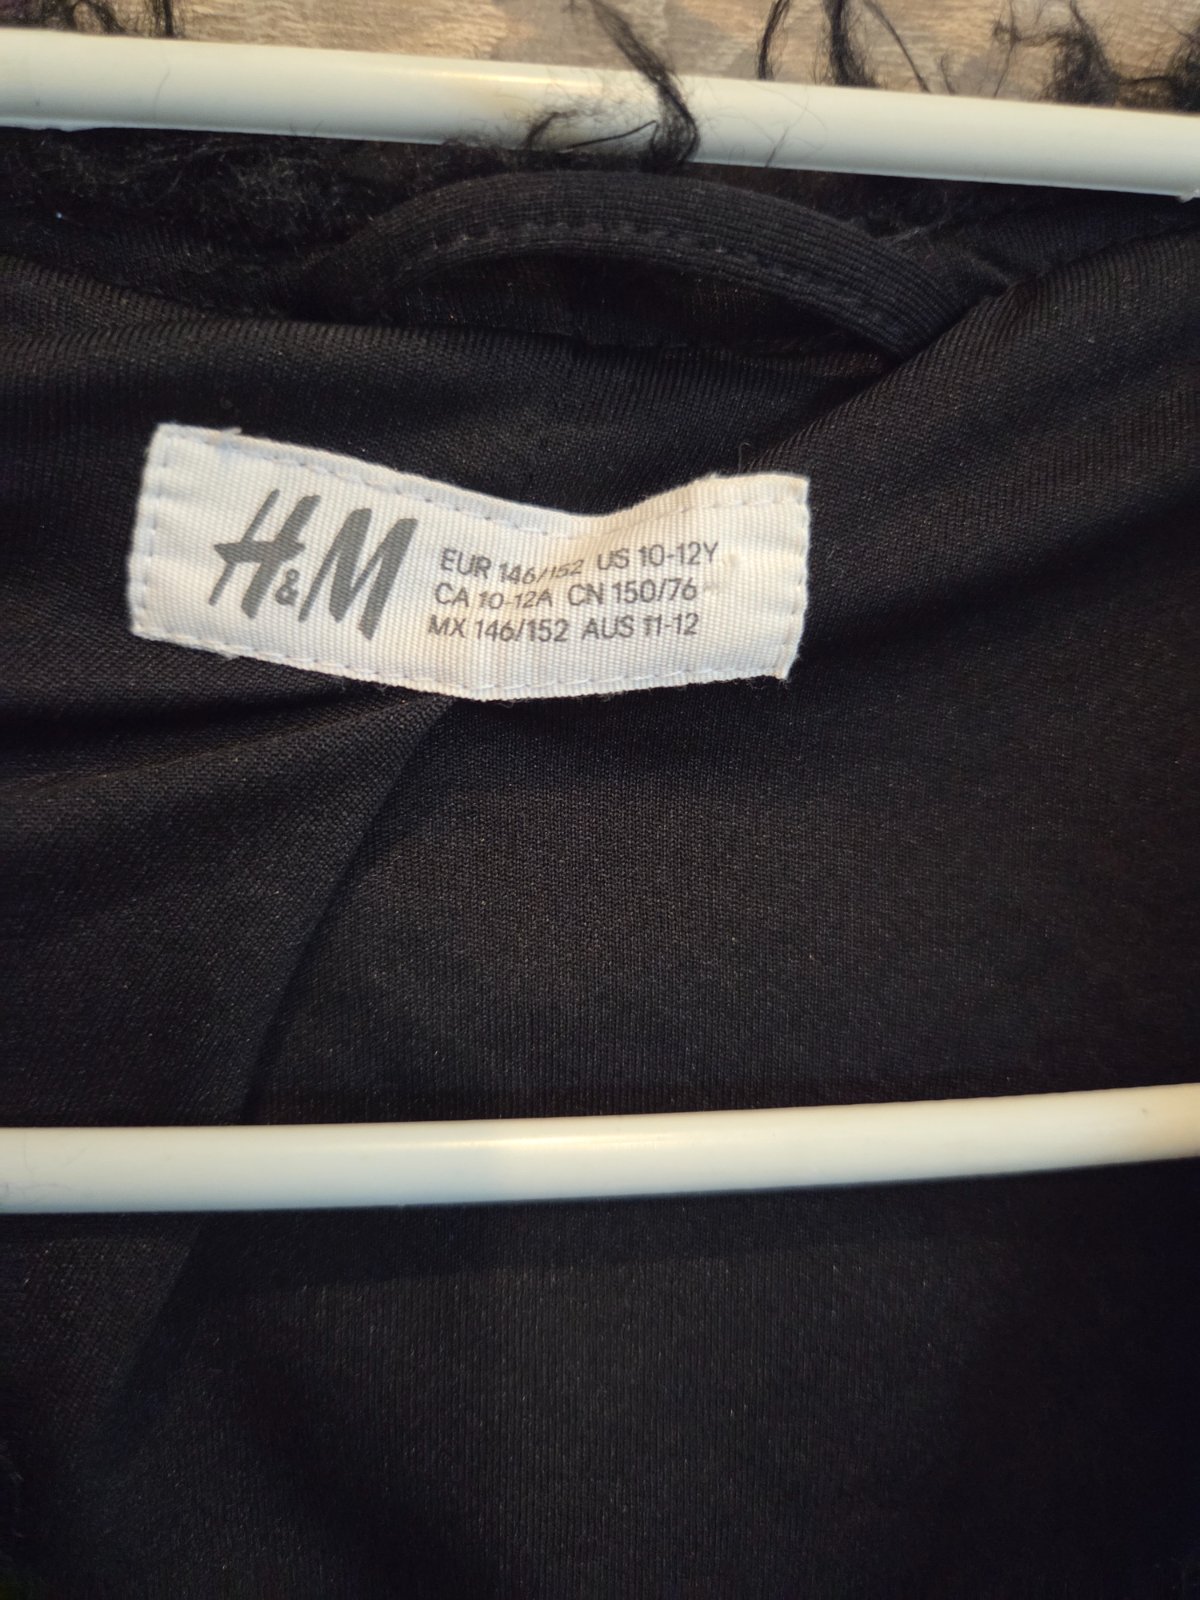 H&M
EUR 146/152 US 10-12Y
CA 10-12A CN 150/76
MX 146/152 AUS 11-12